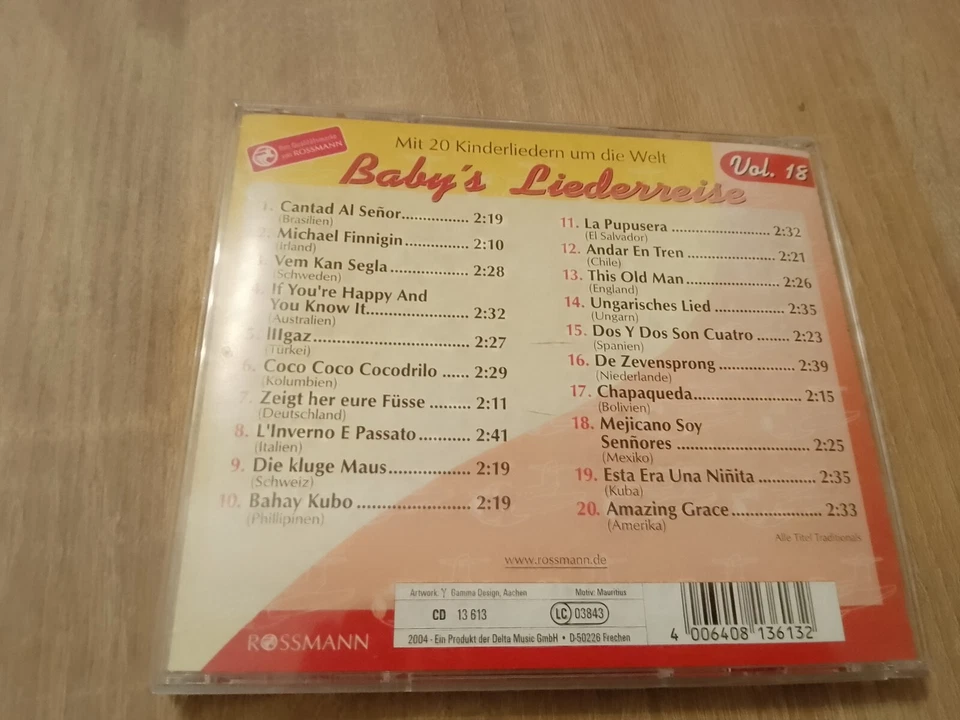 Ihre Qualitätsmarke
von ROSSMANN
Mit 20 Kinderliedern um die Welt
Vol. 18
Baby's Liederreise
1. Cantad Al Señor............... 2:19
(Brasilien)
2. Michael Finnigin............... 2:10
(Irland)
3. Vem Kan Segla................. 2:28
(Schweden)
4. If You're Happy And
You Know It..................... 2:32
(Australien)
5. IIIgaz................................ 2:27
(Türkei)
6. Coco Coco Cocodrilo ...... 2:29
(Kolumbien)
7. Zeigt her eure Füsse ......... 2:11
(Deutschland)
8. L'Inverno E Passato ........... 2:41
(Italien)
9. Die kluge Maus................. 2:19
(Schweiz)
10. Bahay Kubo ..................... 2:19
(Phillipinen)
11. La Pupusera ..................... 2:32
(El Salvador)
12. Andar En Tren .................. 2:21
(Chile)
13. This Old Man.................... 2:26
(England)
14. Ungarisches Lied .............. 2:35
(Ungarn)
15. Dos Y Dos Son Cuatro ........ 2:23
(Spanien)
16. De Zevensprong ................ 2:39
(Niederlande)
17. Chapaqueda...................... 2:15
(Bolivien)
18. Mejicano Soy
Senñores ........................... 2:25
(Mexiko)
19. Esta Era Una Niñita ............ 2:35
(Kuba)
20. Amazing Grace.................. 2:33
(Amerika)
Alle Titel Traditionals
www.rossmann.de
Artwork: Gamma Design, Aachen Motiv: Mauritius
CD 13 613 LC 03843
2004 · Ein Produkt der Delta Music GmbH • D-50226 Frechen
4 006408 136132
ROSSMANN